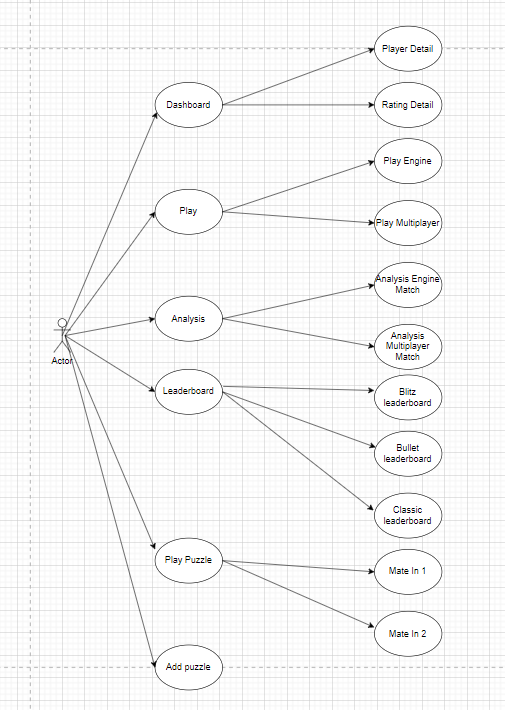 Player Detail
Dashboard
Rating Detail
Play Engine
Play
Play Multiplayer
Analysis Engine
Match
Analysis
Analysis
Multiplayer
Match
Actor
Leaderboard
Blitz
leaderboard
Bullet
leaderboard
Classic
leaderboard
Play Puzzle
Mate In 1
Mate In 2
Add puzzle